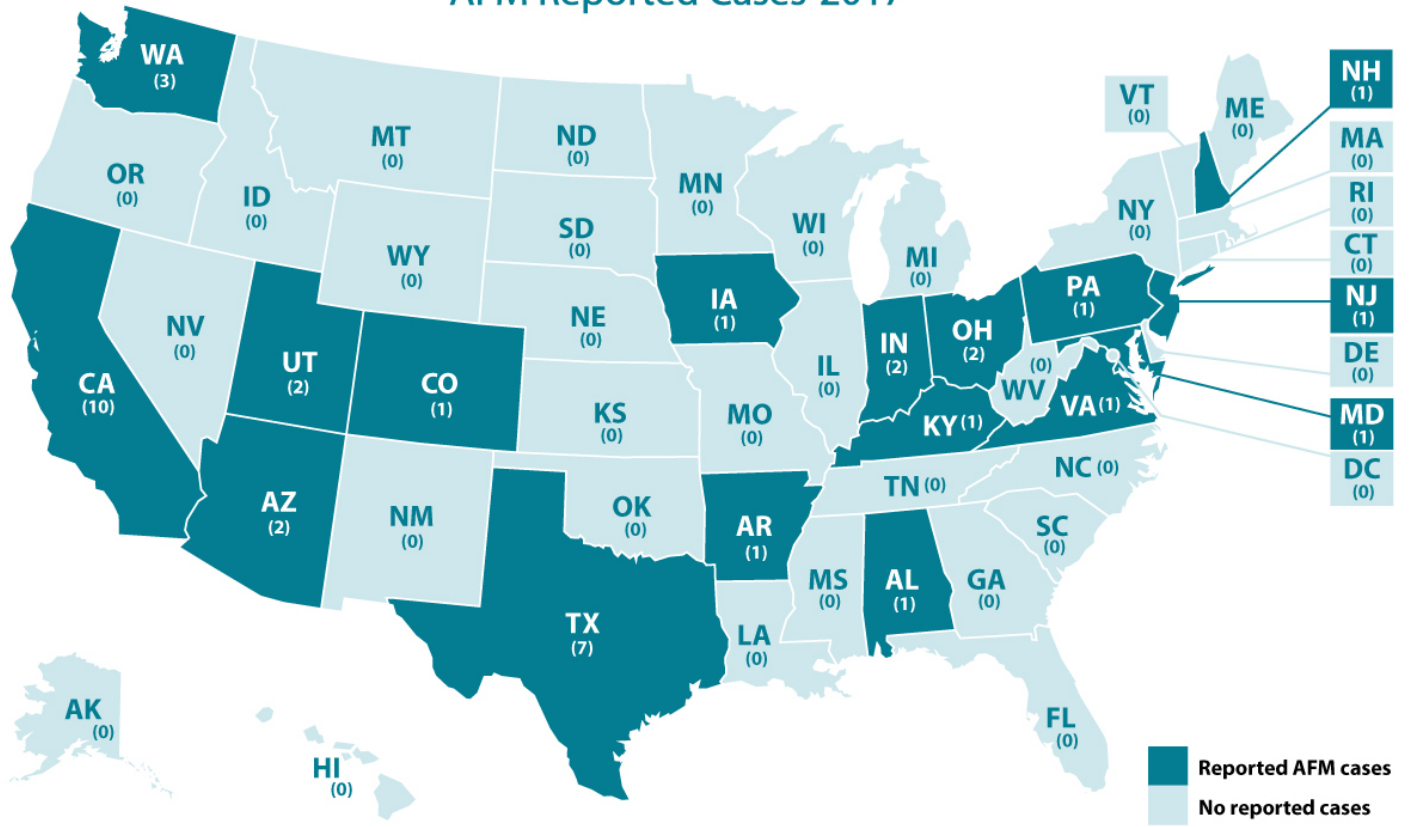 AFM Reported Cases 2017
WA
(3)
NH
(1)
VT
(0)
ME
(0)
MT
(0)
ND
(0)
MA
(0)
OR
(0)
ID
(0)
MN
(0)
RI
(0)
NY
(0)
SD
(0)
WI
(0)
WY
(0)
MI
(0)
CT
(0)
IA
(1)
PA
(1)
NJ
(1)
NV
(0)
NE
(0)
IN
(2)
OH
(2)
DE
(0)
UT
(2)
CO
(1)
IL
(0)
(0)
WV
CA
(10)
KS
(0)
MO
(0)
KY (1)
VA (1)
MD
(1)
DC
(0)
AZ
(2)
NM
(0)
OK
(0)
TN (0)
NC (0)
AR
(1)
SC
(0)
MS
(0)
AL
(1)
GA
(0)
TX
(7)
LA
(0)
AK
(0)
HI
(0)
FL
(0)
Reported AFM cases
No reported cases